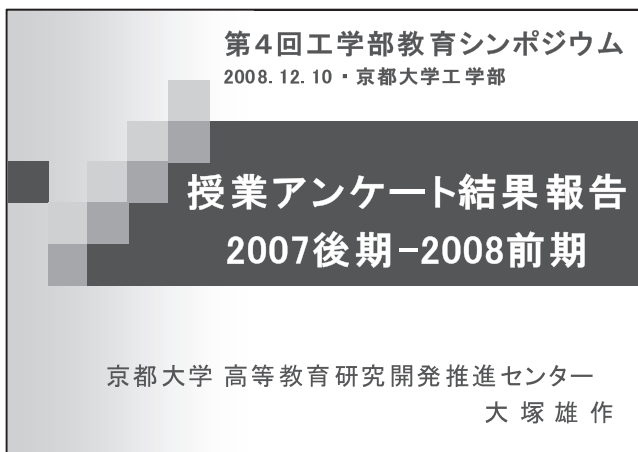 第4回工学部教育シンポジウム
2008.12.10・京都大学工学部
授業アンケート結果報告
2007後期-2008前期
京都大学 高等教育研究開発推進センター
大塚雄作